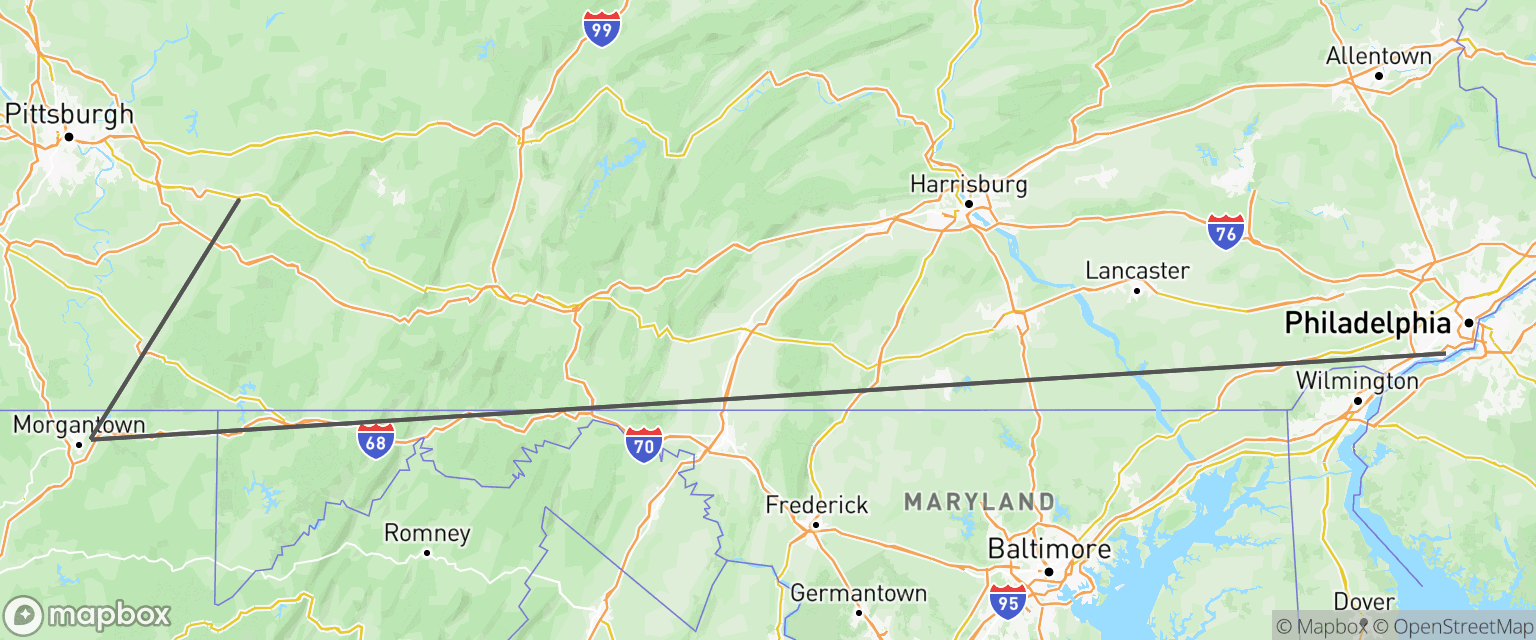 99
Allentown
Pittsburgh
Harrisburg
76
Lancaster
Philadelphia
Wilmington
Morgantown
68
70
Frederick
MARYLAND
Romney
Baltimore
Germantown
95
Dover
mapbox
© Mapbox © OpenStreetMap